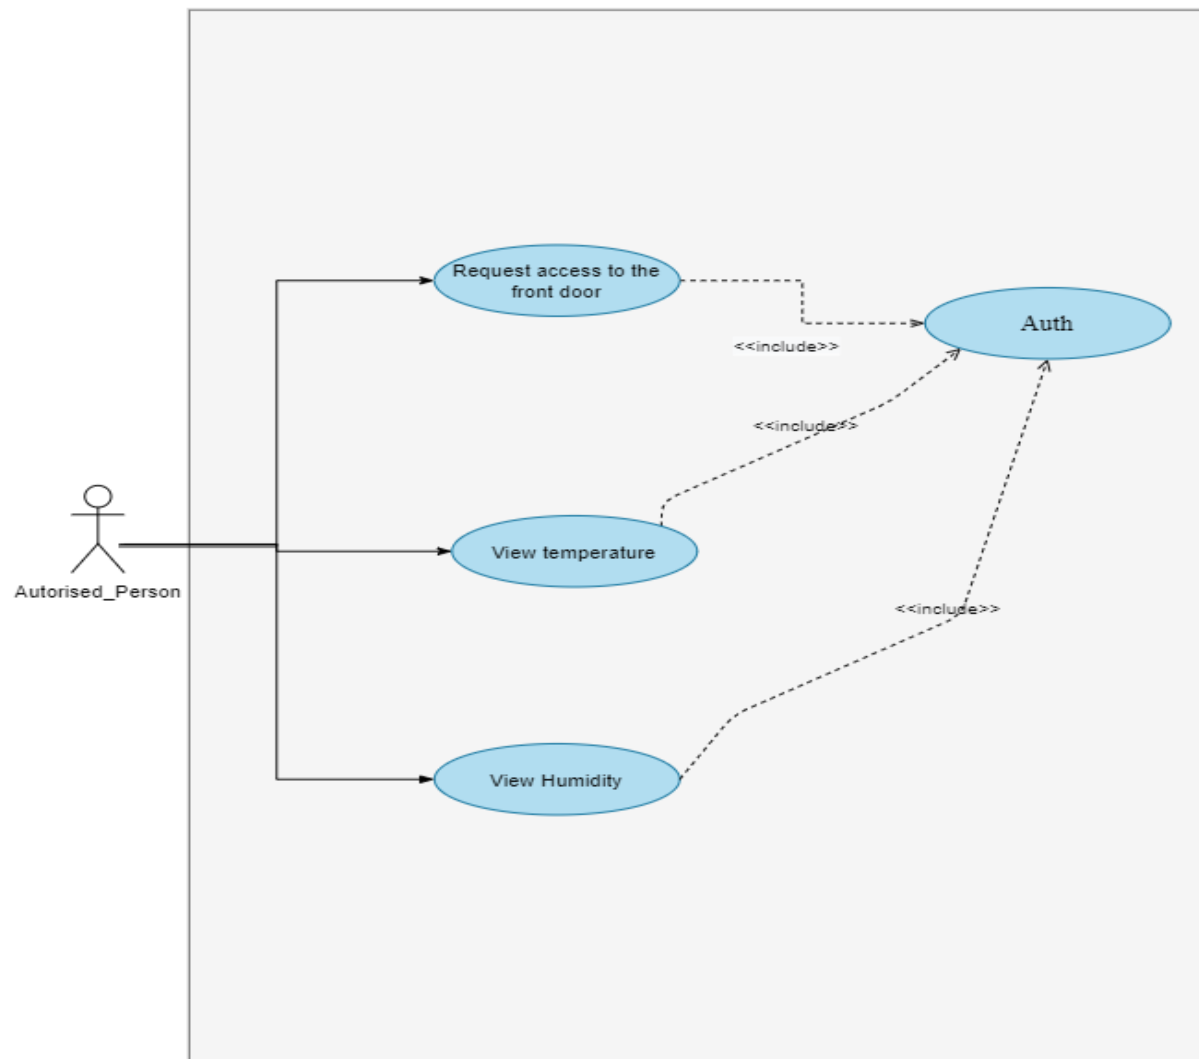 Request access to the
front door
Auth
<<include>>
<<include>>
View temperature
Autorised_Person
<<include>>
View Humidity